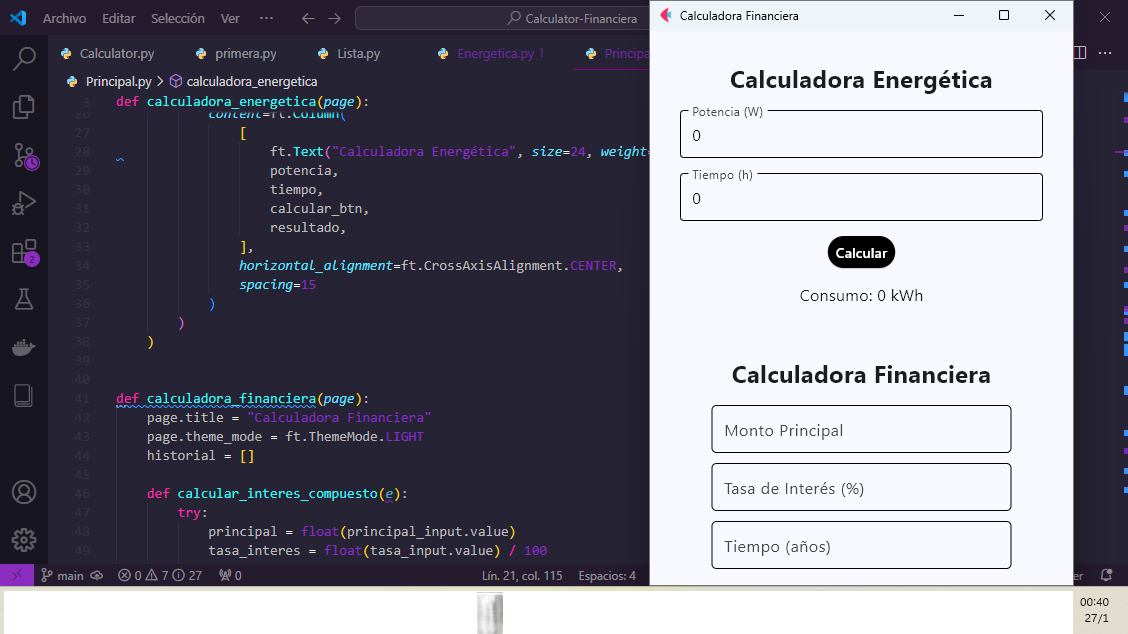 Archivo Editar Selección Ver ··· Calculator-Financiera
Calculator.py primera.py Lista.py Energetica.py 1 Principa
Principal.py > calculadora_energetica
3 def calculadora_energetica(page):
26 content=ft.Column(
27 [
28 ft.Text("Calculadora Energética", size=24, weight=
29 potencia,
30 tiempo,
31 calcular_btn,
32 resultado,
33 ],
34 horizontal_alignment=ft.CrossAxisAlignment.CENTER,
35 spacing=15
36 )
37 )
38 )
39
40
41 def calculadora_financiera(page):
42 page.title = "Calculadora Financiera"
43 page.theme_mode = ft.ThemeMode.LIGHT
44 historial = []
45
46 def calcular_interes_compuesto(e):
47 try:
48 principal = float(principal_input.value)
49 tasa_interes = float(tasa_input.value) / 100
2
main 0 7 27 0 Lín. 21, col. 115 Espacios: 4 er
Calculadora Financiera
Calculadora Energética
Potencia (W)
0
Tiempo (h)
0
Calcular
Consumo: 0 kWh
Calculadora Financiera
Monto Principal
Tasa de Interés (%)
Tiempo (años)
00:40
27/1